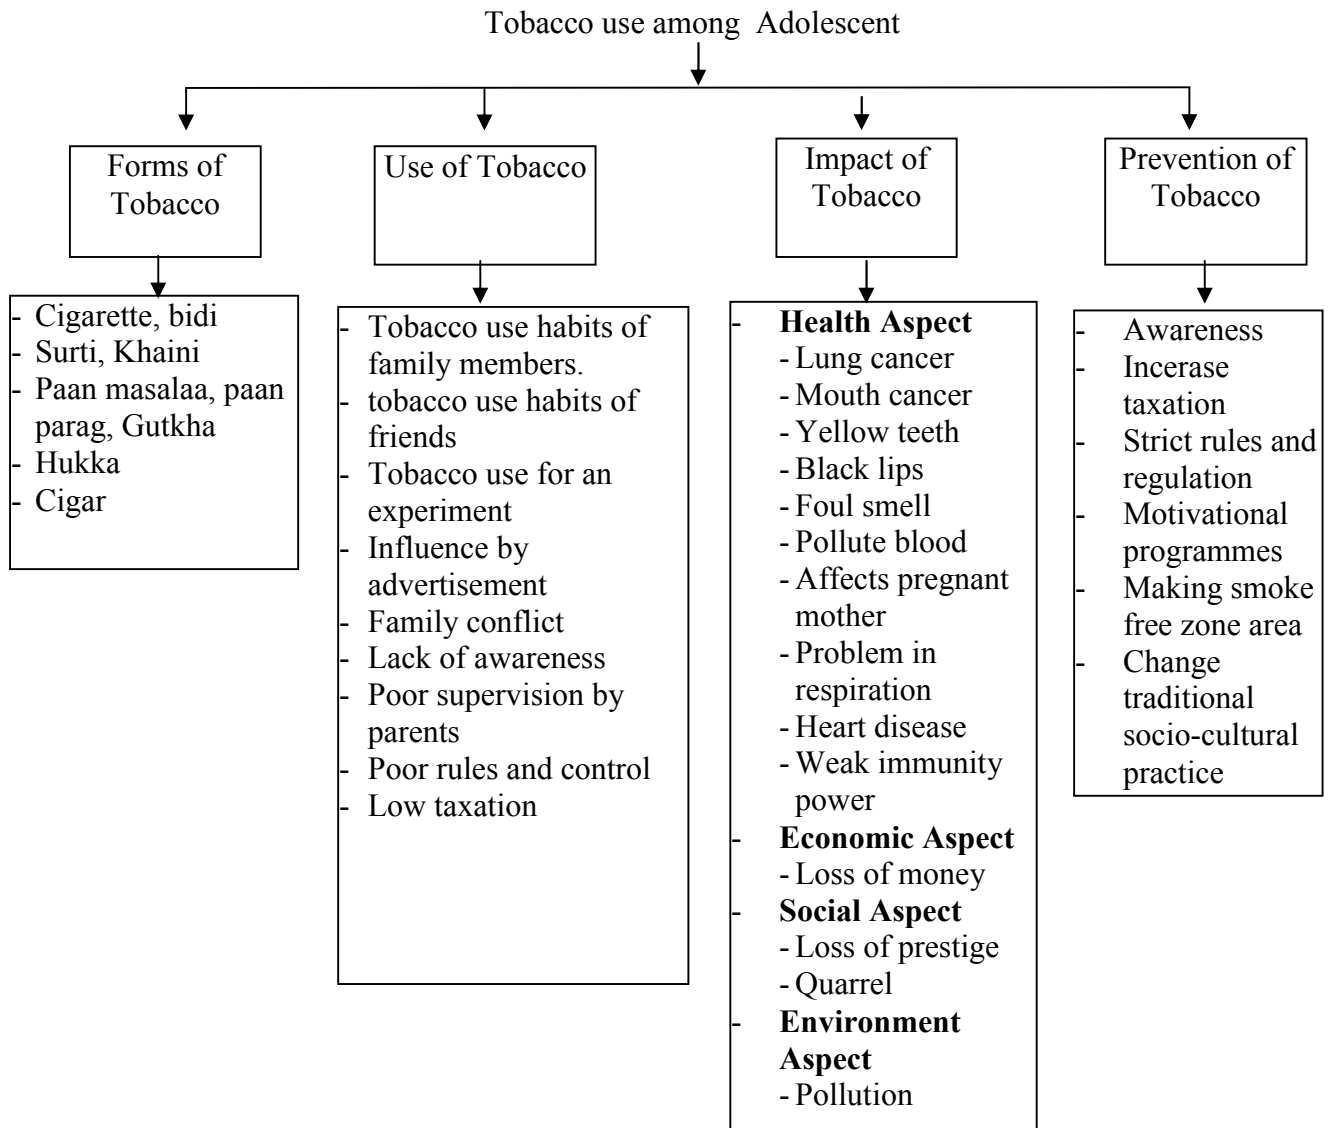 Tobacco use among  Adolescent
Forms of
Tobacco
- Cigarette, bidi
- Surti, Khaini
- Paan masalaa, paan
parag, Gutkha
- Hukka
- Cigar
Use of Tobacco
- Tobacco use habits of
family members.
- tobacco use habits of
friends
- Tobacco use for an
experiment
- Influence by
advertisement
- Family conflict
- Lack of awareness
- Poor supervision by
parents
- Poor rules and control
- Low taxation
Impact of
Tobacco
- Health Aspect
- Lung cancer
- Mouth cancer
- Yellow teeth
- Black lips
- Foul smell
- Pollute blood
- Affects pregnant
mother
- Problem in
respiration
- Heart disease
- Weak immunity
power
- Economic Aspect
- Loss of money
- Social Aspect
- Loss of prestige
- Quarrel
- Environment
Aspect
- Pollution
Prevention of
Tobacco
- Awareness
- Incerase
taxation
- Strict rules and
regulation
- Motivational
programmes
- Making smoke
free zone area
- Change
traditional
socio-cultural
practice